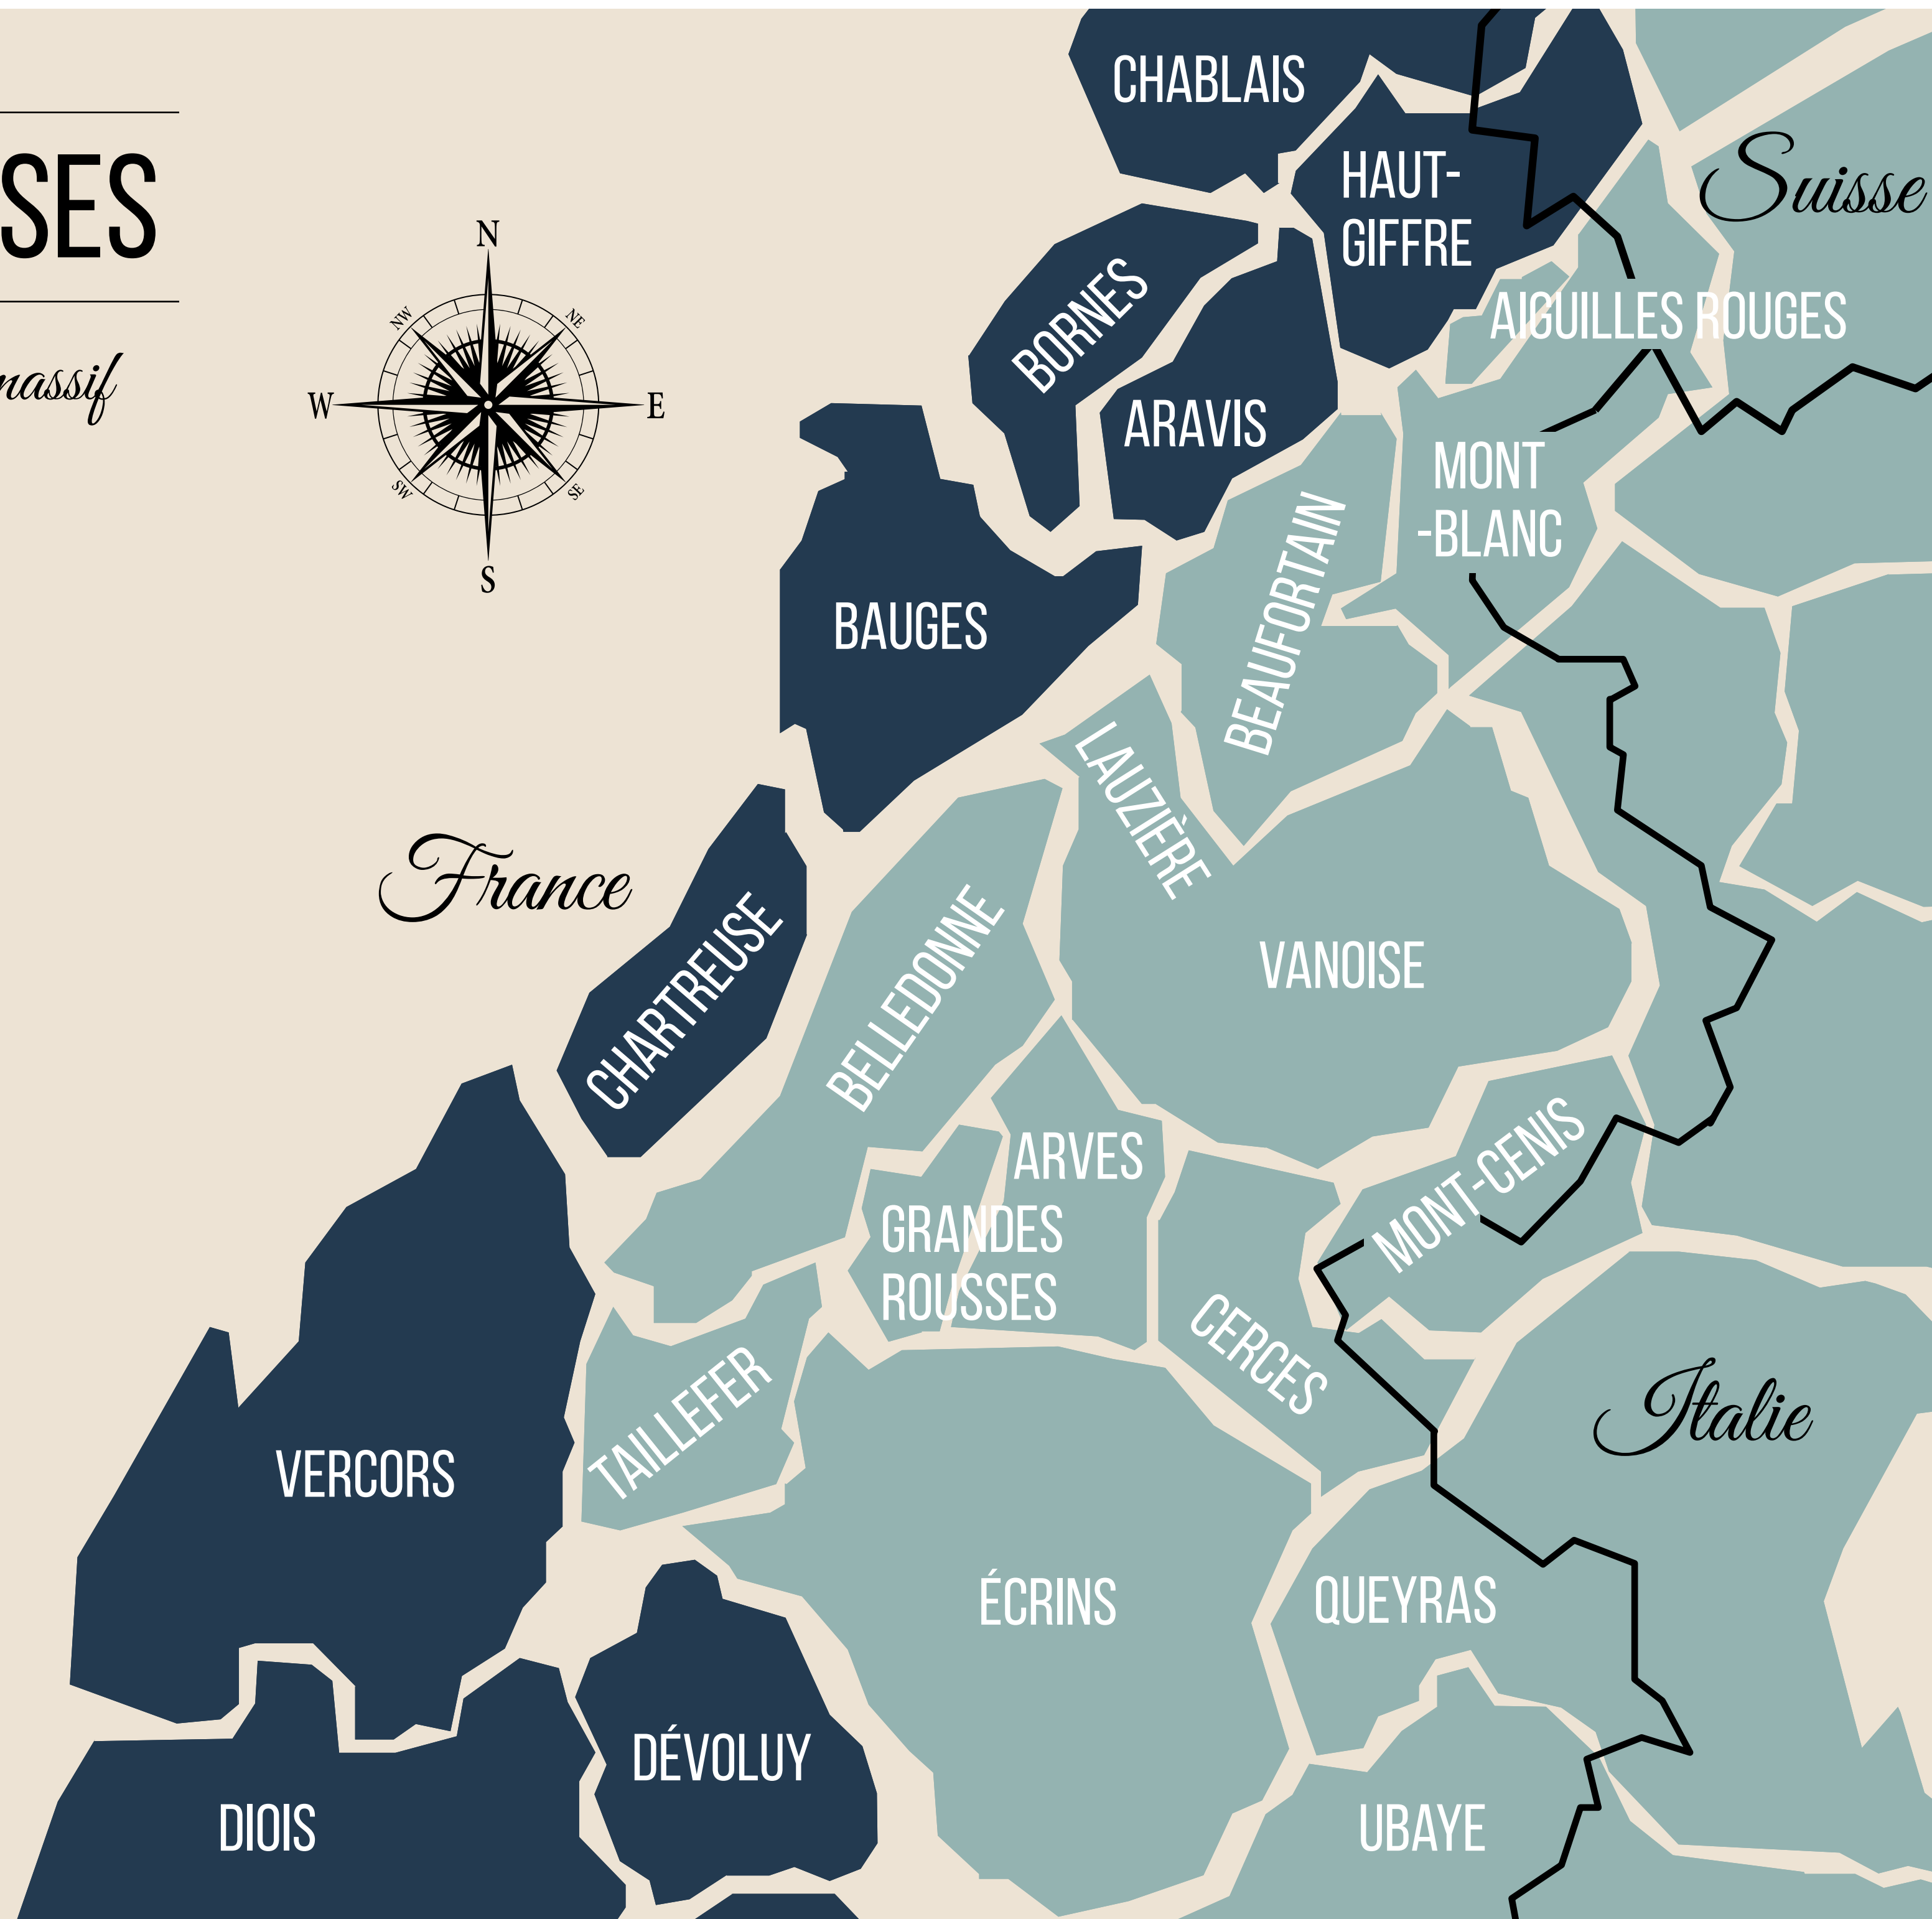 CHABLAIS
HAUT-
GIFFRE
Suisse
SES
N
NW
NE
W
E
SW
SE
S
massif
BORNES
AIGUILLES ROUGES
ARAVIS
MONT
-BLANC
BEAUFORTAIN
BAUGES
LAUZIÈRE
France
CHARTREUSE
BELLEDONNE
VANOISE
ARVES
MONT-CENIS
GRANDES
ROUSSES
CERCES
TAILLEFER
Italie
VERCORS
ÉCRINS
QUEYRAS
DÉVOLUY
DIOIS
UBAYE